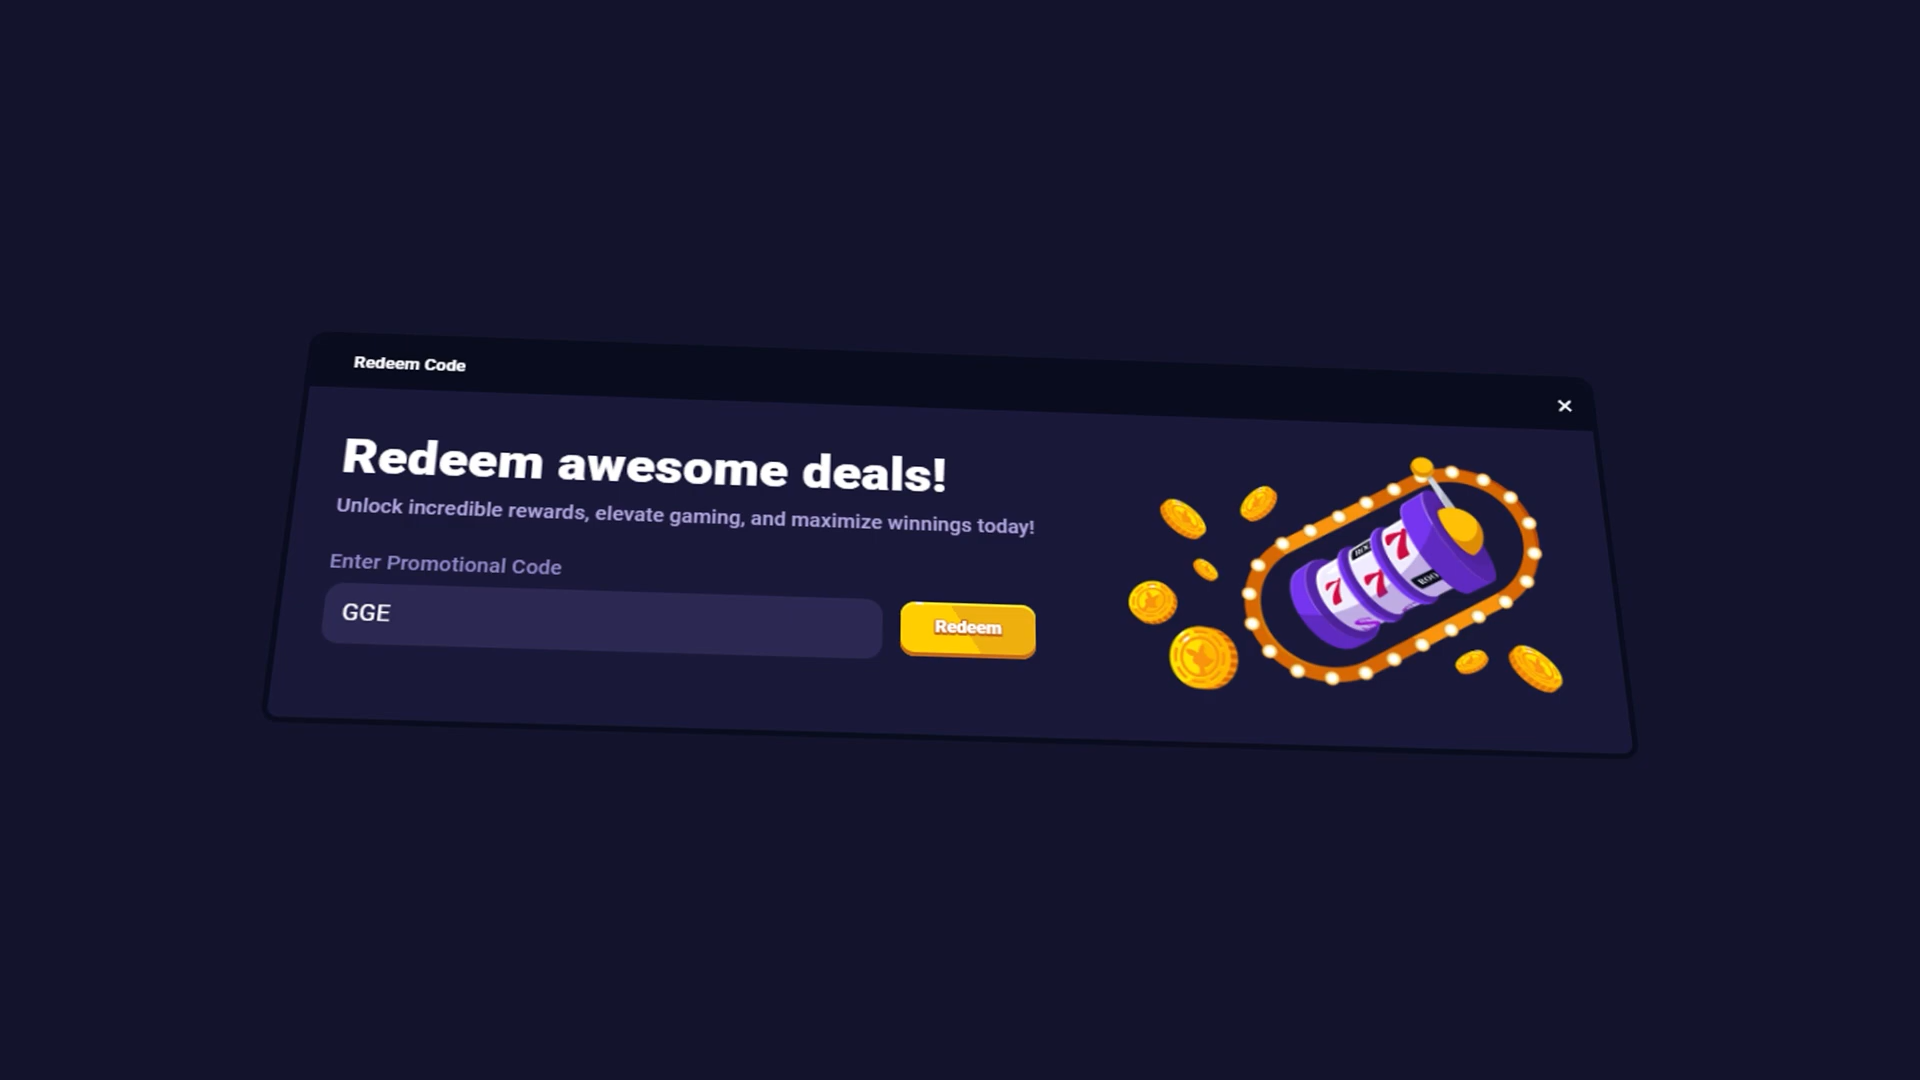 Redeem Code
Redeem awesome deals!
Unlock incredible rewards, elevate gaming, and maximize winnings today!
Enter Promotional Code
GGE
Redeem
7 7 7